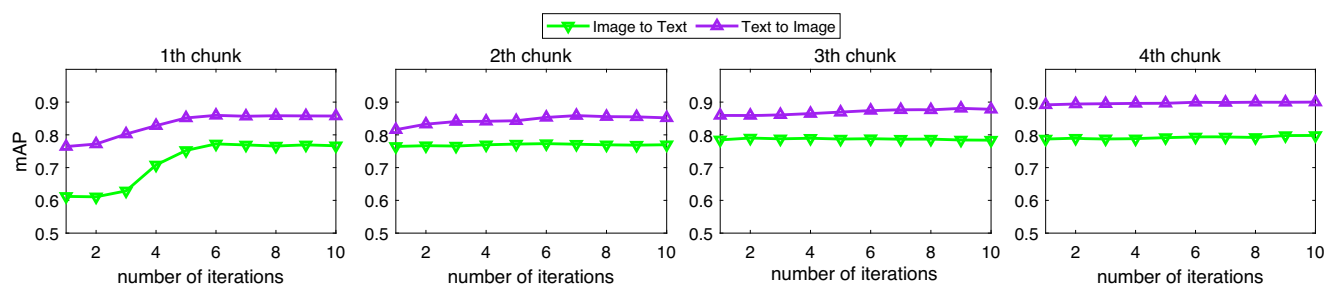 Image to Text Text to Image
1th chunk 2th chunk 3th chunk 4th chunk
0.9 0.9 0.9 0.9
0.8 0.8 0.8 0.8
0.7 0.7 0.7 0.7
0.6 0.6 0.6 0.6
0.5 0.5 0.5 0.5
mAP
2 4 6 8 10 2 4 6 8 10 2 4 6 8 10 2 4 6 8 10
number of iterations number of iterations number of iterations number of iterations